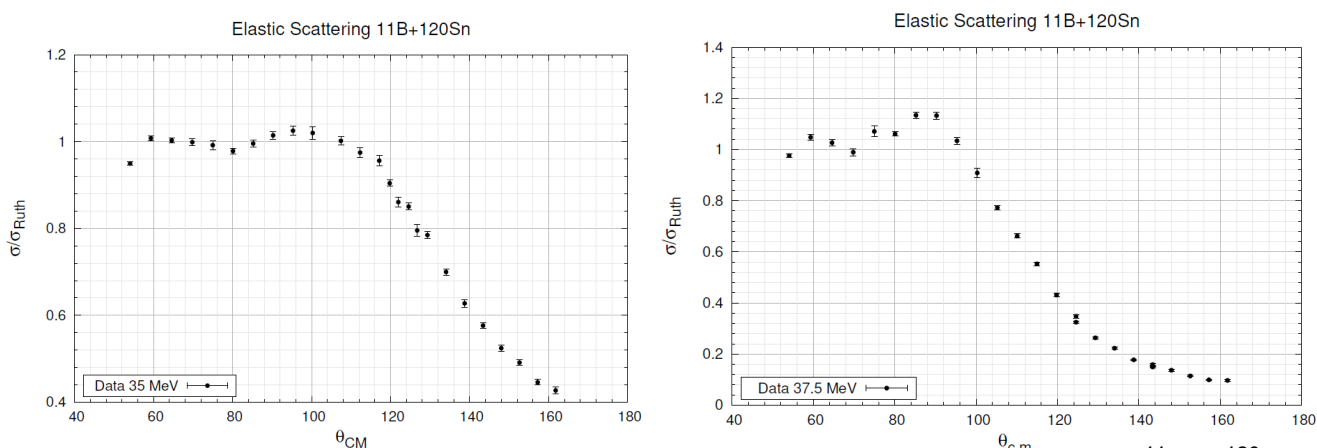 Elastic Scattering 11B+120Sn
1.2
1
0.8
0.6
0.4
σ/σRuth
40 60 80 100 120 140 160 180
θCM
Data 35 MeV
Elastic Scattering 11B+120Sn
1.4
1.2
1
0.8
0.6
0.4
0.2
0
σ/σRuth
40 60 80 100 120 140 160 180
θc.m
Data 37.5 MeV